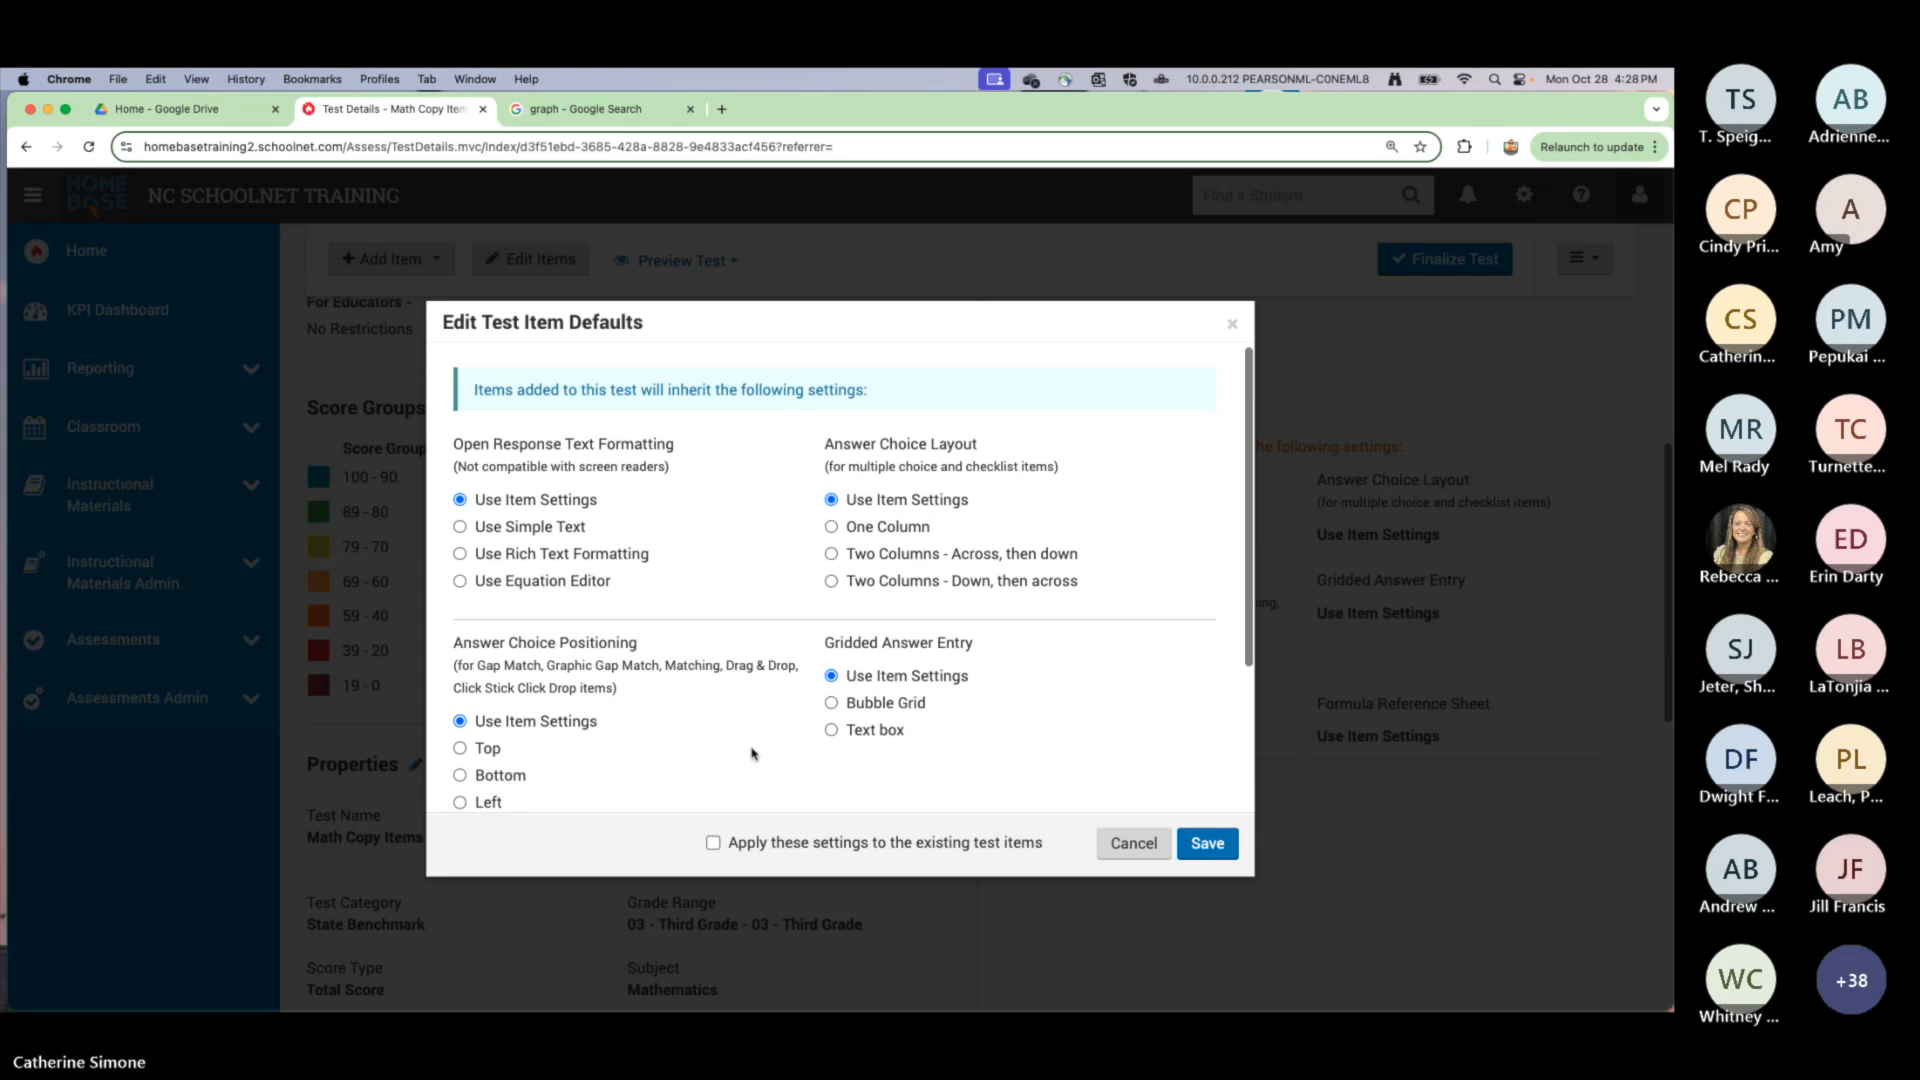 Chrome File Edit View History Bookmarks Profiles Tab Window Help
10.0.0.212 PEARSONML-C0NEML8
Mon Oct 28 4:28 PM
Home - Google Drive
Test Details - Math Copy Item
graph - Google Search
homebasetraining2.schoolnet.com/Assess/TestDetails.mvc/Index/d3f51ebd-3685-428a-8828-9e4833acf456?referrer=
Relaunch to update
HOME
BASE
NC SCHOOLNET TRAINING
Find a Student
Home
KPI Dashboard
Reporting
Classroom
Instructional
Materials
Instructional
Materials Admin
Assessments
Assessments Admin
Add Item
Edit Items
Preview Test
Finalize Test
For Educators -
No Restrictions
Score Groups
Score Group
100 - 90
89 - 80
79 - 70
69 - 60
59 - 40
39 - 20
19 - 0
Properties
Test Name
Math Copy Items
Test Category
State Benchmark
Grade Range
03 - Third Grade - 03 - Third Grade
Score Type
Total Score
Subject
Mathematics
Edit Test Item Defaults
×
Items added to this test will inherit the following settings:
Open Response Text Formatting
(Not compatible with screen readers)
Use Item Settings
Use Simple Text
Use Rich Text Formatting
Use Equation Editor
Answer Choice Layout
(for multiple choice and checklist items)
Use Item Settings
One Column
Two Columns - Across, then down
Two Columns - Down, then across
Answer Choice Positioning
(for Gap Match, Graphic Gap Match, Matching, Drag & Drop,
Click Stick Click Drop items)
Use Item Settings
Top
Bottom
Left
Gridded Answer Entry
Use Item Settings
Bubble Grid
Text box
Apply these settings to the existing test items
Cancel
Save
he following settings:
Answer Choice Layout
(for multiple choice and checklist items)
Use Item Settings
Gridded Answer Entry
ing,
Use Item Settings
Formula Reference Sheet
Use Item Settings
TS
T. Speig...
AB
Adrienne...
CP
Cindy Pri...
A
Amy
CS
Catherin...
PM
Pepukai ...
MR
Mel Rady
TC
Turnette...
Rebecca ...
ED
Erin Darty
SJ
Jeter, Sh...
LB
LaTonjia ...
DF
Dwight F...
PL
Leach, P...
AB
Andrew ...
JF
Jill Francis
WC
Whitney ...
+38
Catherine Simone